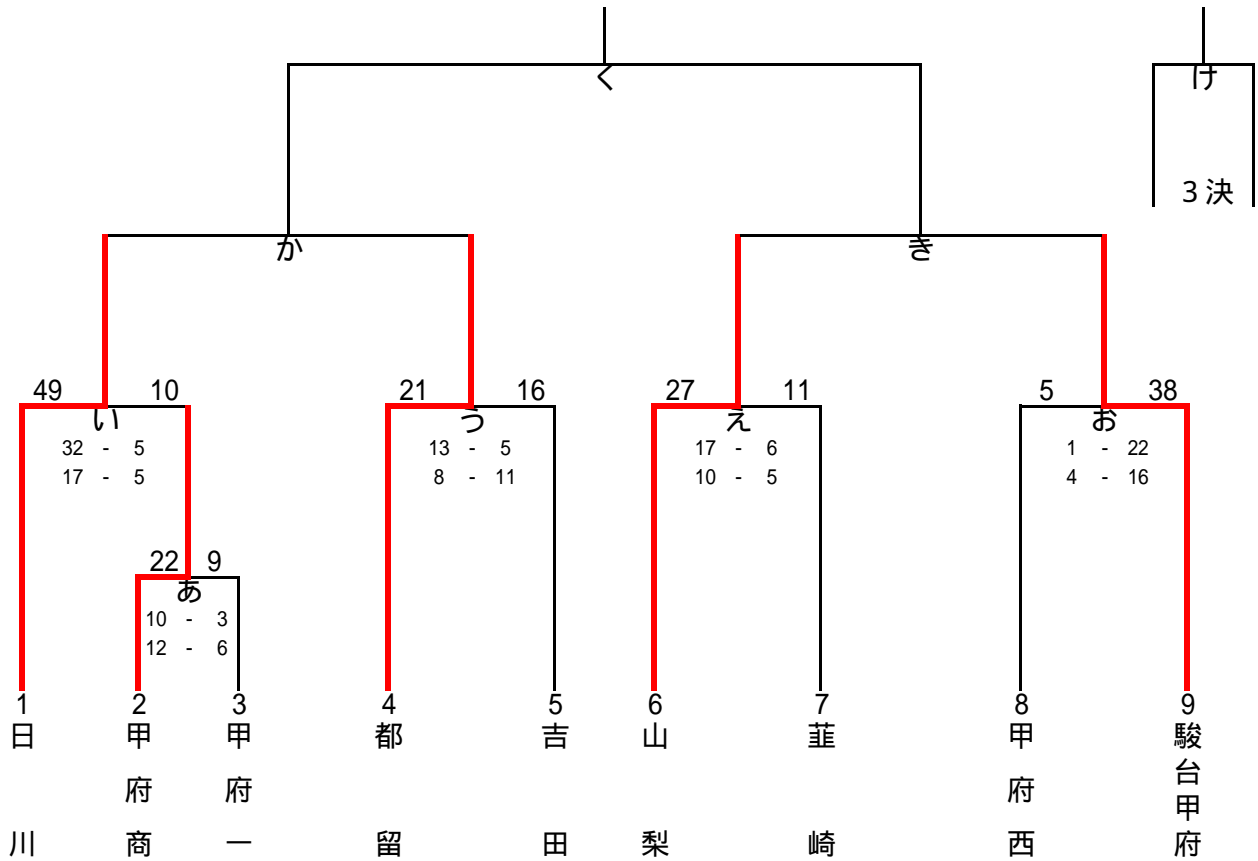 く
け
3決
か
き
49 10
21 16
27 11
5 38
い
う
え
お
32 - 5
17 - 5
13 - 5
8 - 11
17 - 6
10 - 5
1 - 22
4 - 16
22 9
あ
10 - 3
12 - 6
1
日川
2
甲府商
3
甲府一
4
都留
5
吉田
6
山梨
7
韮崎
8
甲府西
9
駿台甲府